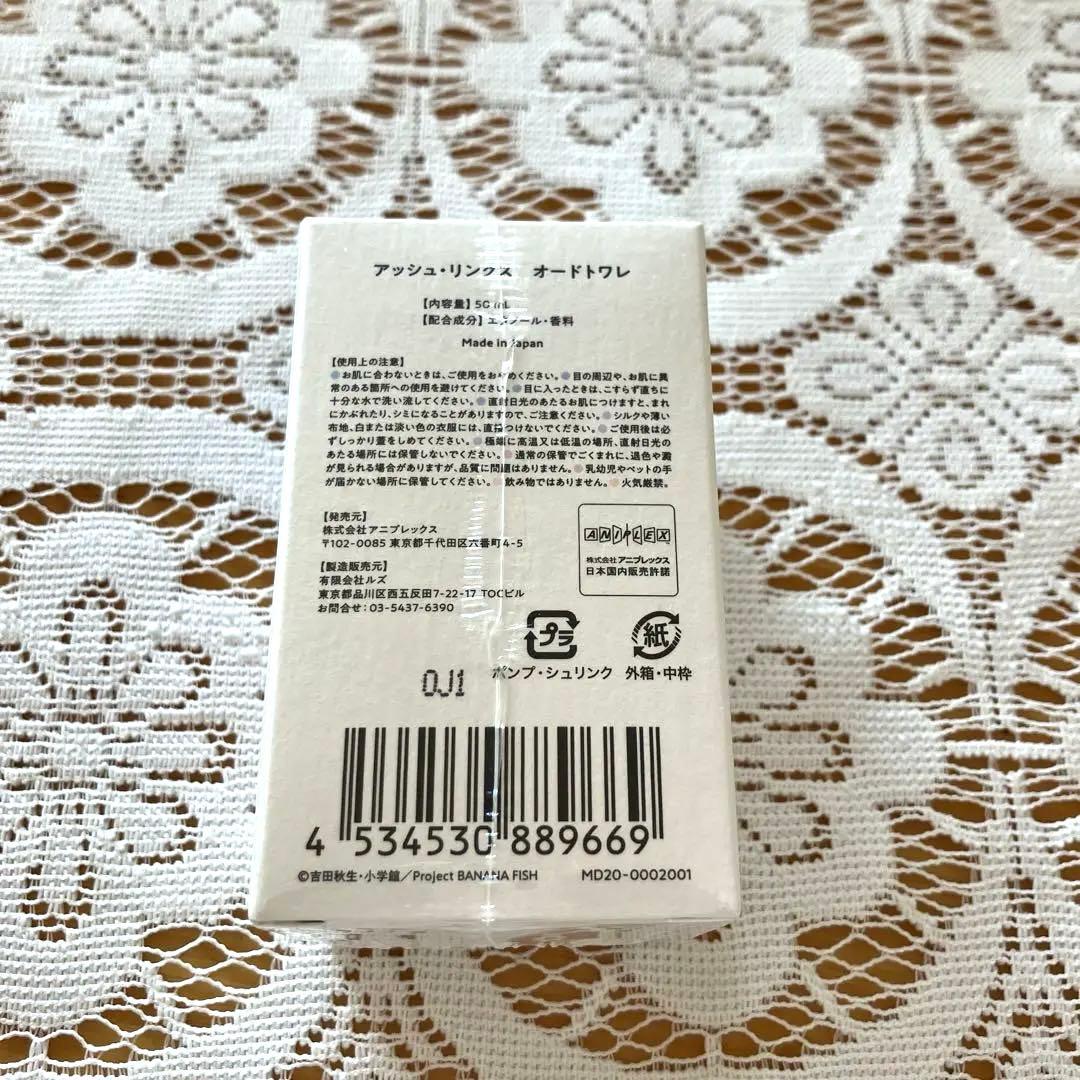 アッシュ・リンクス オードトワレ
【内容量】50mL
【配合成分】エタノール・香料
Made in Japan
【使用上の注意】
●お肌に合わないときは、ご使用をおやめください。●目の周辺や、お肌に異
常のある箇所への使用を避けてください。●目に入ったときは、こすらず直ちに
十分な水で洗い流してください。●直射日光のあたるお肌につけますと、まれ
にかぶれたり、シミになることがありますので、ご注意ください。●シルクや薄い
布地、白または淡い色の衣服には、直接つけないでください。●ご使用後は必
ずしっかり蓋をしめてください。●極端に高温又は低温の場所、直射日光の
あたる場所には保管しないでください。●通常の保管でごくまれに、退色や澱
が見られる場合がありますが、品質に問題はありません。●乳幼児やペットの手
が届かない場所に保管してください。●飲み物ではありません。●火気厳禁。
【発売元】
株式会社アニプレックス
〒102-0085 東京都千代田区六番町4-5
【製造販売元】
有限会社ルズ
東京都品川区西五反田7-22-17 TOCビル
お問合せ:03-5437-6390
ANIPLEX
株式会社アニプレックス
日本国内販売許諾
プラ
ポンプ・シュリンク
紙
外箱・中枠
0J1
4 534530 889669
©吉田秋生・小学館／Project BANANA FISH MD20-0002001